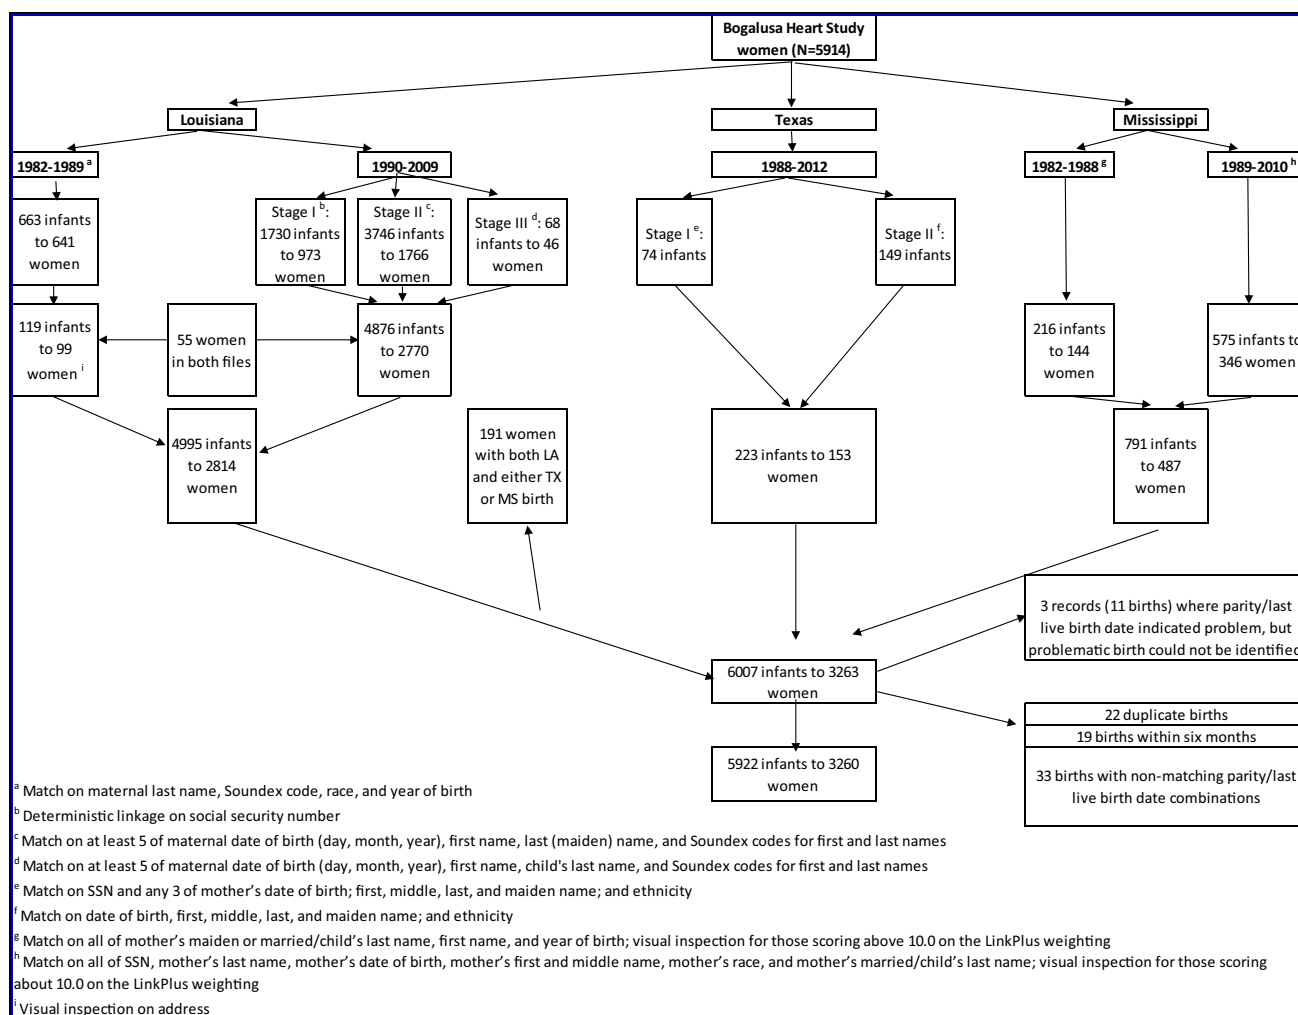 Bogalusa Heart Study
women (N=5914)
Louisiana
Texas
Mississippi
1982-1989 a
1990-2009
1988-2012
1982-1988 g
1989-2010 h
663 infants
to 641
women
Stage I b:
1730 infants
to 973
women
Stage II c:
3746 infants
to 1766
women
Stage III d: 68
infants to 46
women
Stage I e:
74 infants
Stage II f:
149 infants
119 infants
to 99
women i
55 women
in both files
4876 infants
to 2770
women
216 infants
to 144
women
575 infants to
346 women
4995 infants
to 2814
women
191 women
with both LA
and either TX
or MS birth
223 infants to 153
women
791 infants
to 487
women
3 records (11 births) where parity/last
live birth date indicated problem, but
problematic birth could not be identified
6007 infants to 3263
women
22 duplicate births
19 births within six months
33 births with non-matching parity/last
live birth date combinations
5922 infants to 3260
women
a Match on maternal last name, Soundex code, race, and year of birth
b Deterministic linkage on social security number
c Match on at least 5 of maternal date of birth (day, month, year), first name, last (maiden) name, and Soundex codes for first and last names
d Match on at least 5 of maternal date of birth (day, month, year), first name, child's last name, and Soundex codes for first and last names
e Match on SSN and any 3 of mother's date of birth; first, middle, last, and maiden name; and ethnicity
f Match on date of birth, first, middle, last, and maiden name; and ethnicity
g Match on all of mother's maiden or married/child's last name, first name, and year of birth; visual inspection for those scoring above 10.0 on the LinkPlus weighting
h Match on all of SSN, mother's last name, mother's date of birth, mother's first and middle name, mother's race, and mother's married/child's last name; visual inspection for those scoring
about 10.0 on the LinkPlus weighting
i Visual inspection on address